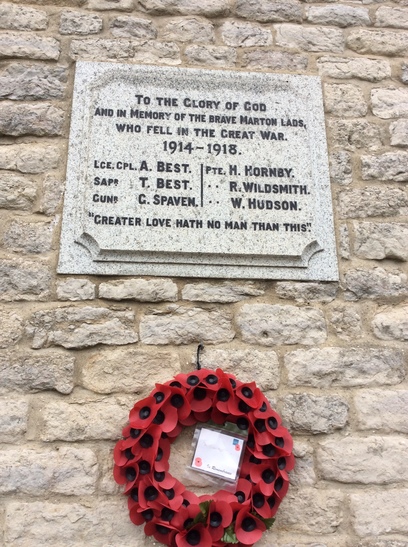 TO THE GLORY OF GOD
AND IN MEMORY OF THE BRAVE MARTON LADS,
WHO FELL IN THE GREAT WAR.
1914-1918.
LCE. CPL. A. BEST. PTE. H. HORNBY.
SAPR T. BEST. " R. WILDSMITH.
GUNR G. SPAVEN. " W. HUDSON.
"GREATER LOVE HATH NO MAN THAN THIS"